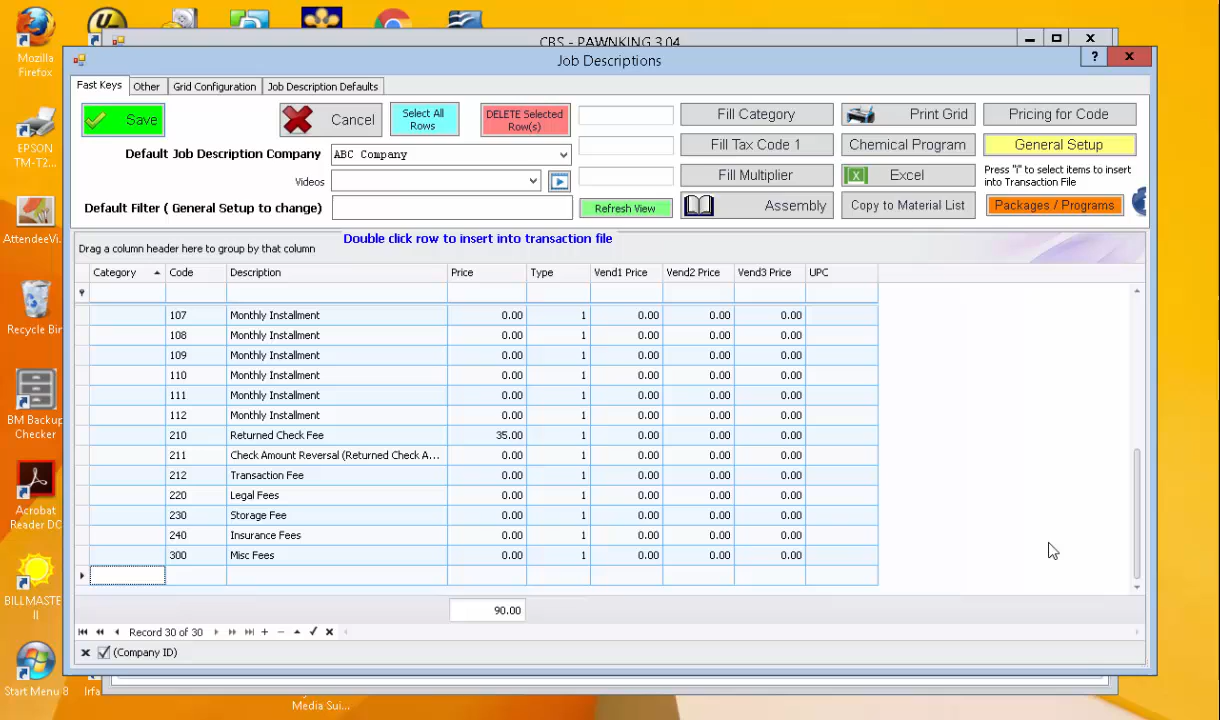 Mozilla
Firefox
EPSON
TM-T2...
AttendeeVi...
Recycle Bin
BM Backup
Checker
Acrobat
Reader DC
BILLMASTE
II
Start Menu 8
Irfa
Media Sui...
CBS - PAWNKING 3.04
Job Descriptions
?
Fast Keys Other Grid Configuration Job Description Defaults
Save Cancel Select All
Rows
DELETE Selected
Row(s)
Fill Category Print Grid Pricing for Code
Default Job Description Company ABC Company Fill Tax Code 1 Chemical Program General Setup
Videos Fill Multiplier Excel Press "i" to select items to insert
into Transaction File
Default Filter ( General Setup to change) Refresh View Assembly Copy to Material List Packages / Programs
Double click row to insert into transaction file
Drag a column header here to group by that column
Category Code Description Price Type Vend1 Price Vend2 Price Vend3 Price UPC
107 Monthly Installment 0.00 1 0.00 0.00 0.00
108 Monthly Installment 0.00 1 0.00 0.00 0.00
109 Monthly Installment 0.00 1 0.00 0.00 0.00
110 Monthly Installment 0.00 1 0.00 0.00 0.00
111 Monthly Installment 0.00 1 0.00 0.00 0.00
112 Monthly Installment 0.00 1 0.00 0.00 0.00
210 Returned Check Fee 35.00 1 0.00 0.00 0.00
211 Check Amount Reversal (Returned Check A... 0.00 1 0.00 0.00 0.00
212 Transaction Fee 0.00 1 0.00 0.00 0.00
220 Legal Fees 0.00 1 0.00 0.00 0.00
230 Storage Fee 0.00 1 0.00 0.00 0.00
240 Insurance Fees 0.00 1 0.00 0.00 0.00
300 Misc Fees 0.00 1 0.00 0.00 0.00
90.00
Record 30 of 30
(Company ID)